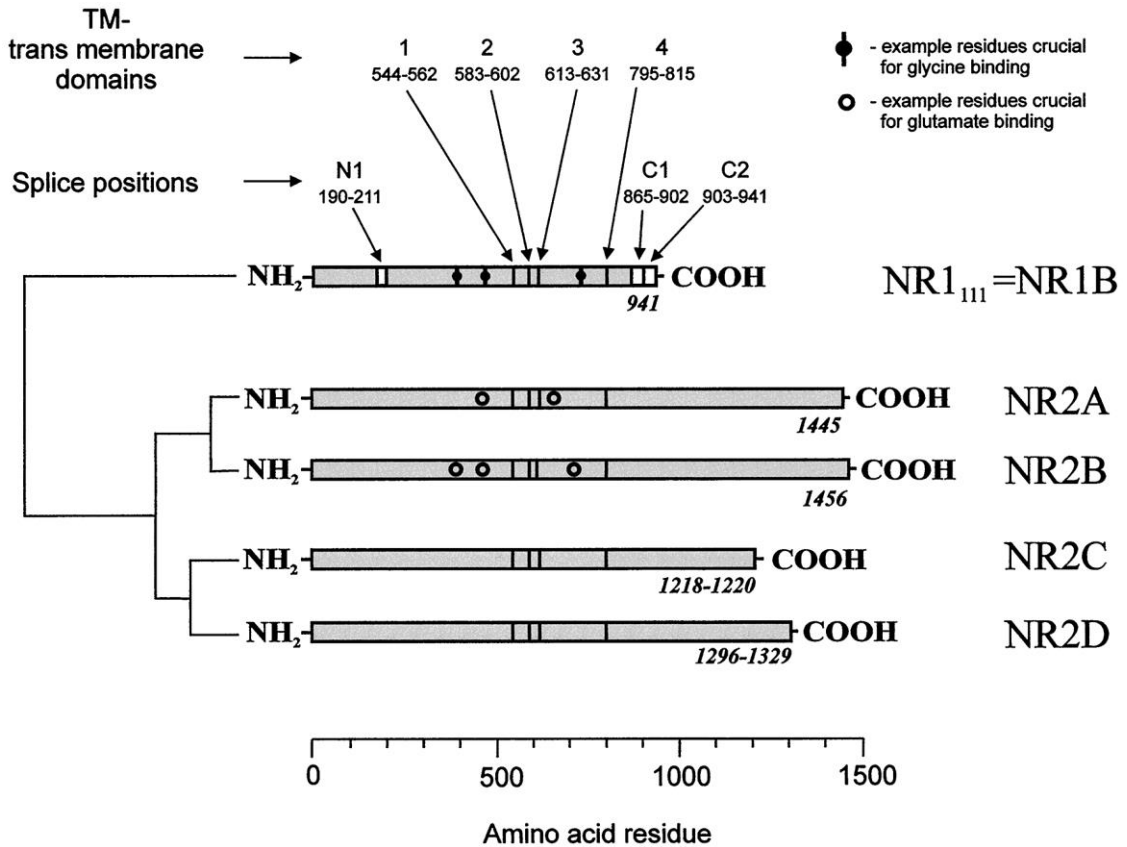 TM-
trans membrane
domains
1 2 3 4
544-562 583-602 613-631 795-815
- example residues crucial
for glycine binding
- example residues crucial
for glutamate binding
Splice positions
N1
190-211
C1 C2
865-902 903-941
NH₂ COOH
941
NR1₁₁₁=NR1B
NH₂ COOH
1445
NR2A
NH₂ COOH
1456
NR2B
NH₂ COOH
1218-1220
NR2C
NH₂ COOH
1296-1329
NR2D
0 500 1000 1500
Amino acid residue